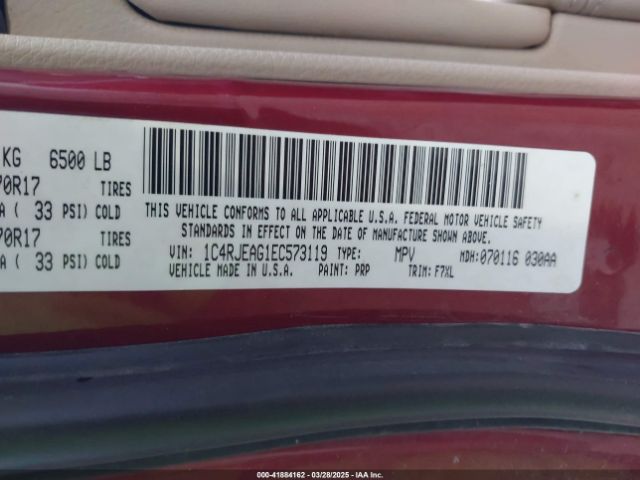 KG 6500 LB
70R17 TIRES
A ( 33 PSI) COLD
70R17 TIRES
A ( 33 PSI) COLD
THIS VEHICLE CONFORMS TO ALL APPLICABLE U.S.A. FEDERAL MOTOR VEHICLE SAFETY
STANDARDS IN EFFECT ON THE DATE OF MANUFACTURE SHOWN ABOVE.
VIN: 1C4RJEAG1EC573119 TYPE: MPV MDH: 070116 030AA
VEHICLE MADE IN U.S.A. PAINT: PRP TRIM: F7XL
000-41884162 | 03/28/2025 | IAA Inc.